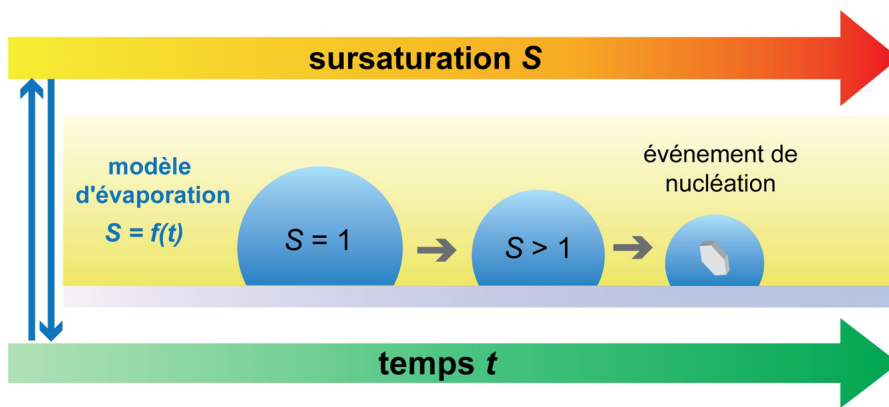 sursaturation S
modèle
d'évaporation
S = f(t)
S = 1
S > 1
événement de
nucléation
temps t